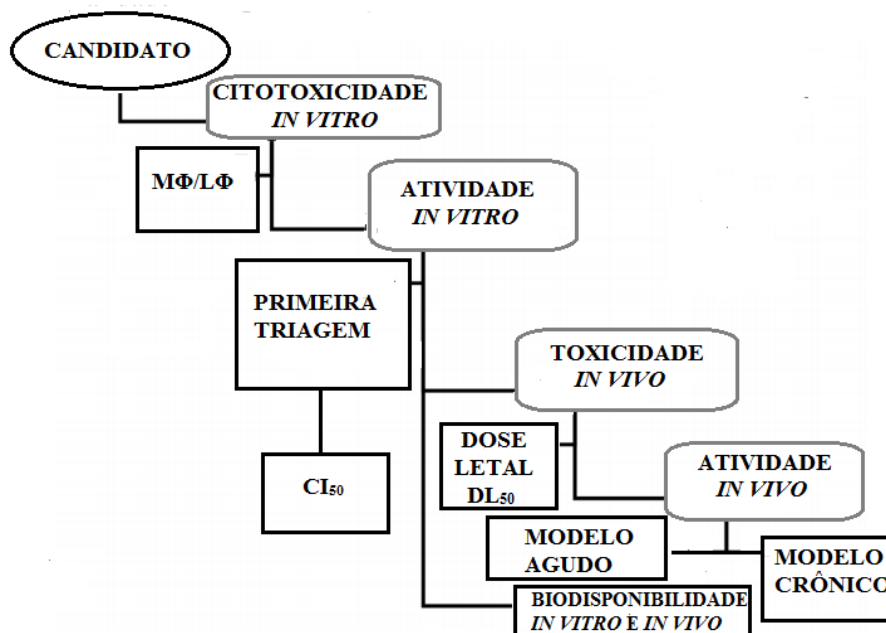 CANDIDATO
CITOTOXICIDADE
IN VITRO
MΦ/LΦ
ATIVIDADE
IN VITRO
PRIMEIRA
TRIAGEM
CI₅₀
TOXICIDADE
IN VIVO
DOSE
LETAL
DL₅₀
ATIVIDADE
IN VIVO
MODELO
AGUDO
MODELO
CRÔNICO
BIODISPONIBILIDADE
IN VITRO E IN VIVO